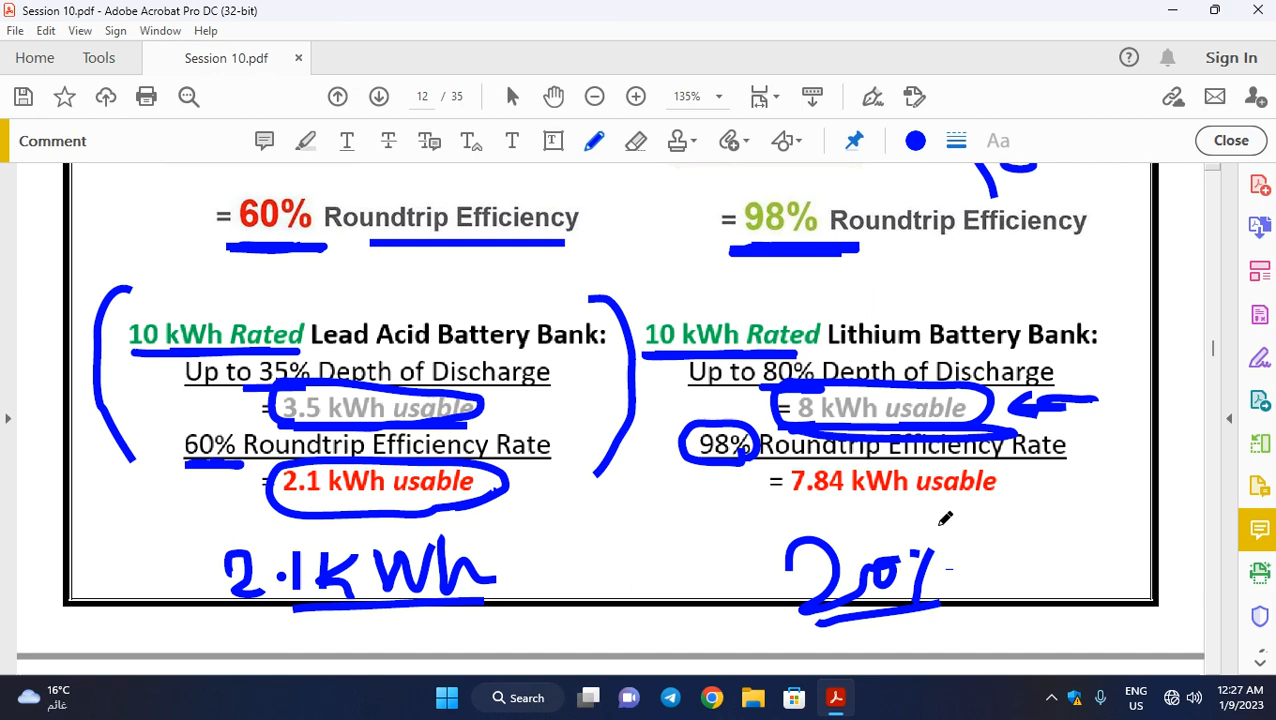 Session 10.pdf - Adobe Acrobat Pro DC (32-bit)
File Edit View Sign Window Help
Home Tools Session 10.pdf × Sign In
12 / 35 135%
Comment Close
= 60% Roundtrip Efficiency
= 98% Roundtrip Efficiency
10 kWh Rated Lead Acid Battery Bank:
Up to 35% Depth of Discharge
= 3.5 kWh usable
60% Roundtrip Efficiency Rate
= 2.1 kWh usable
2.1 KWh
10 kWh Rated Lithium Battery Bank:
Up to 80% Depth of Discharge
= 8 kWh usable
98% Roundtrip Efficiency Rate
= 7.84 kWh usable
16°C
غائم
Search
ENG
US
12:27 AM
1/9/2023